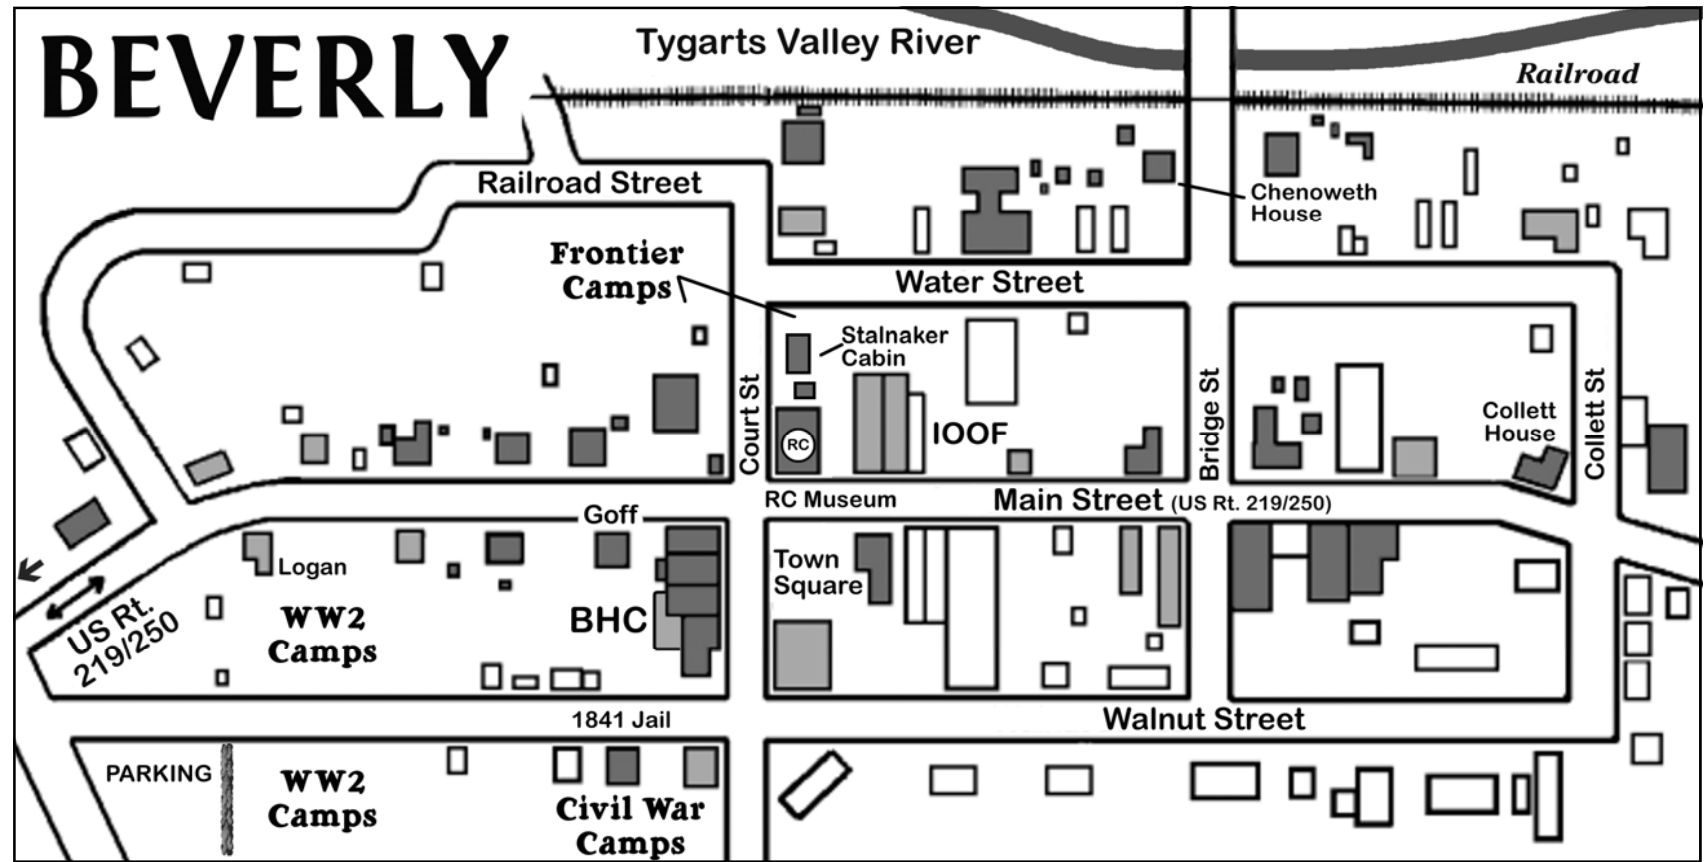 BEVERLY
Tygarts Valley River
Railroad
Railroad Street
Chenoweth
House
Frontier
Camps
Water Street
Stalnaker
Cabin
Court St
RC
IOOF
Bridge St
Collett
House
Collett St
RC Museum
Main Street (US Rt. 219/250)
Goff
Logan
Town
Square
US Rt.
219/250
WW2
Camps
BHC
1841 Jail
Walnut Street
PARKING
WW2
Camps
Civil War
Camps